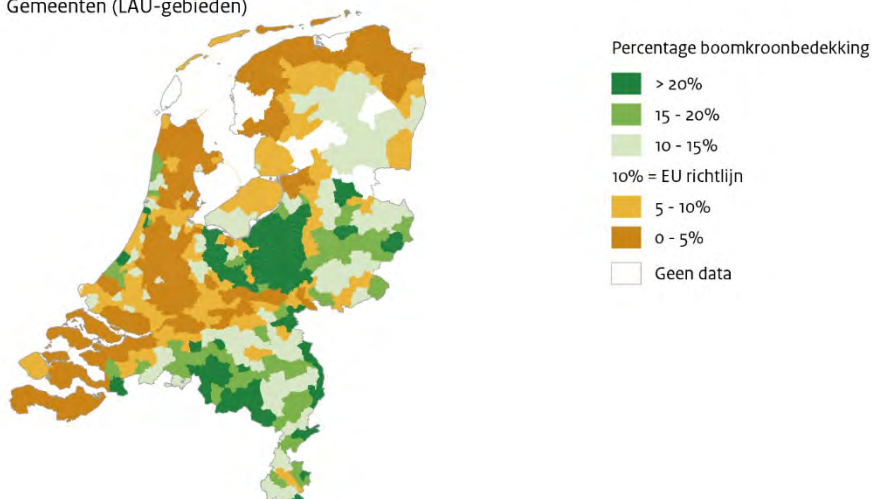 Gemeenten (LAU-gebieden)
Percentage boomkroonbedekking
> 20%
15 - 20%
10 - 15%
10% = EU richtlijn
5 - 10%
0 - 5%
Geen data